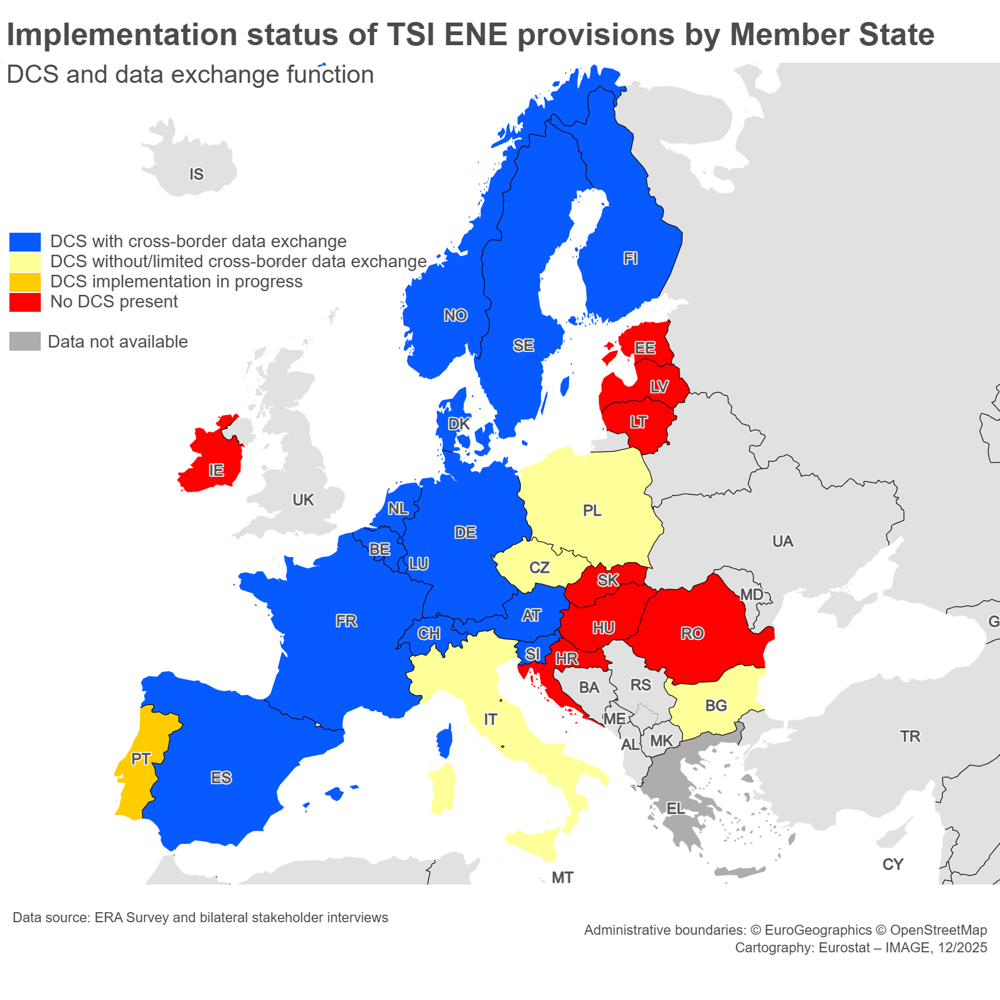 Implementation status of TSI ENE provisions by Member State
DCS and data exchange function
IS
DCS with cross-border data exchange
DCS without/limited cross-border data exchange
DCS implementation in progress
No DCS present
Data not available
FI
NO
SE
EE
LV
LT
DK
IE
UK
NL
PL
DE
BE
LU
CZ
UA
SK
MD
FR
AT
CH
HU
RO
G
SI
HR
BA
RS
BG
IT
ME
AL
MK
TR
PT
ES
EL
CY
MT
Data source: ERA Survey and bilateral stakeholder interviews
Administrative boundaries: © EuroGeographics © OpenStreetMap
Cartography: Eurostat – IMAGE, 12/2025